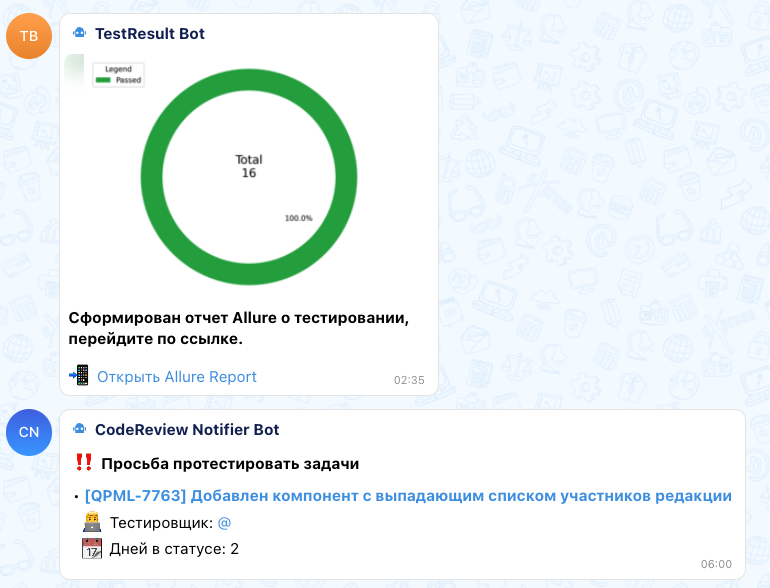 TB
TestResult Bot
Legend
Passed
Total
16
100.0%
Сформирован отчет Allure о тестировании,
перейдите по ссылке.
Открыть Allure Report
02:35
CN
CodeReview Notifier Bot
‼️ Просьба протестировать задачи
• [QPML-7763] Добавлен компонент с выпадающим списком участников редакции
Тестировщик: @
17
Дней в статусе: 2
06:00